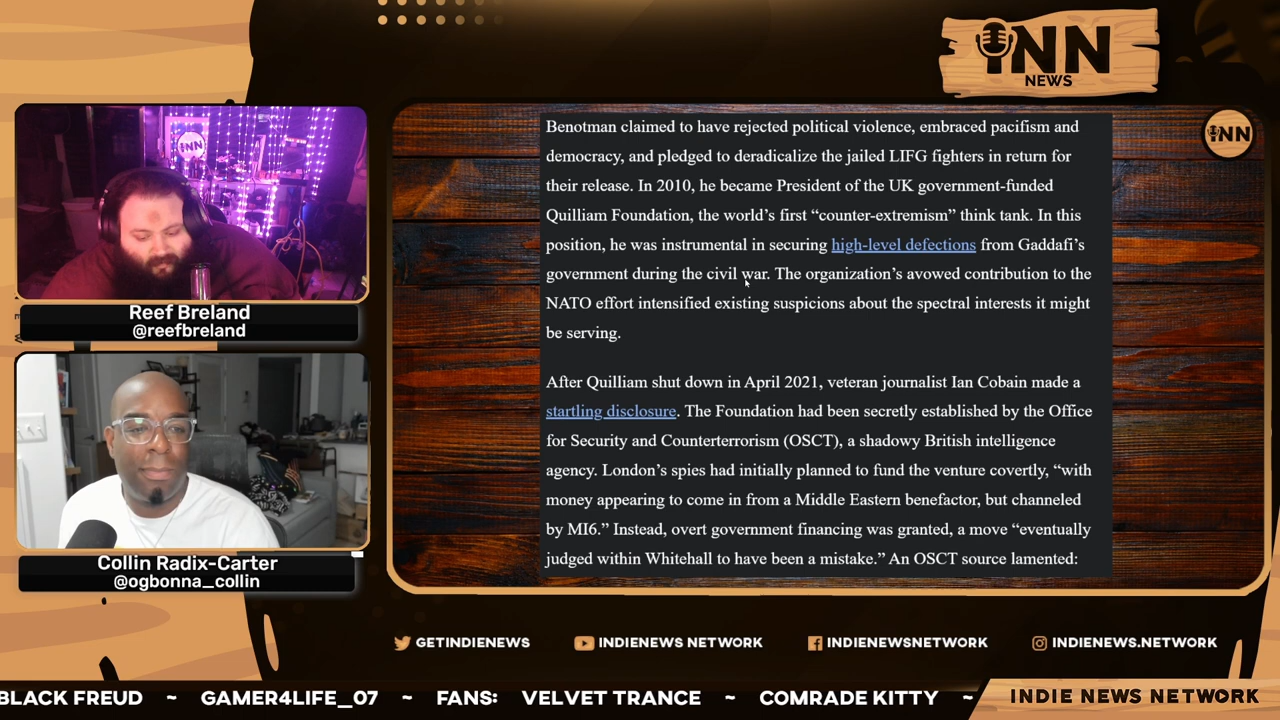 iNN
NEWS
iNN
iNN
Reef Breland
@reefbreland
Collin Radix-Carter
@ogbonna_collin
Benotman claimed to have rejected political violence, embraced pacifism and
democracy, and pledged to deradicalize the jailed LIFG fighters in return for
their release. In 2010, he became President of the UK government-funded
Quilliam Foundation, the world’s first “counter-extremism” think tank. In this
position, he was instrumental in securing high-level defections from Gaddafi’s
government during the civil war. The organization’s avowed contribution to the
NATO effort intensified existing suspicions about the spectral interests it might
be serving.
After Quilliam shut down in April 2021, veteran journalist Ian Cobain made a
startling disclosure. The Foundation had been secretly established by the Office
for Security and Counterterrorism (OSCT), a shadowy British intelligence
agency. London’s spies had initially planned to fund the venture covertly, “with
money appearing to come in from a Middle Eastern benefactor, but channeled
by MI6.” Instead, overt government financing was granted, a move “eventually
judged within Whitehall to have been a mistake.” An OSCT source lamented:
GETINDIENEWS INDIENEWS NETWORK INDIENEWSNETWORK INDIENEWS.NETWORK
BLACK FREUD ~ GAMER4LIFE_07 ~ FANS: VELVET TRANCE ~ COMRADE KITTY ~ INDIE NEWS NETWORK